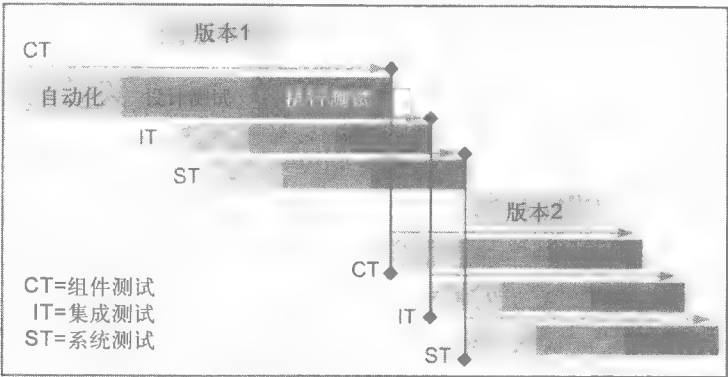 版本1
CT
自动化 设计测试 执行测试
IT
ST
版本2
CT
IT
ST
CT=组件测试
IT=集成测试
ST=系统测试